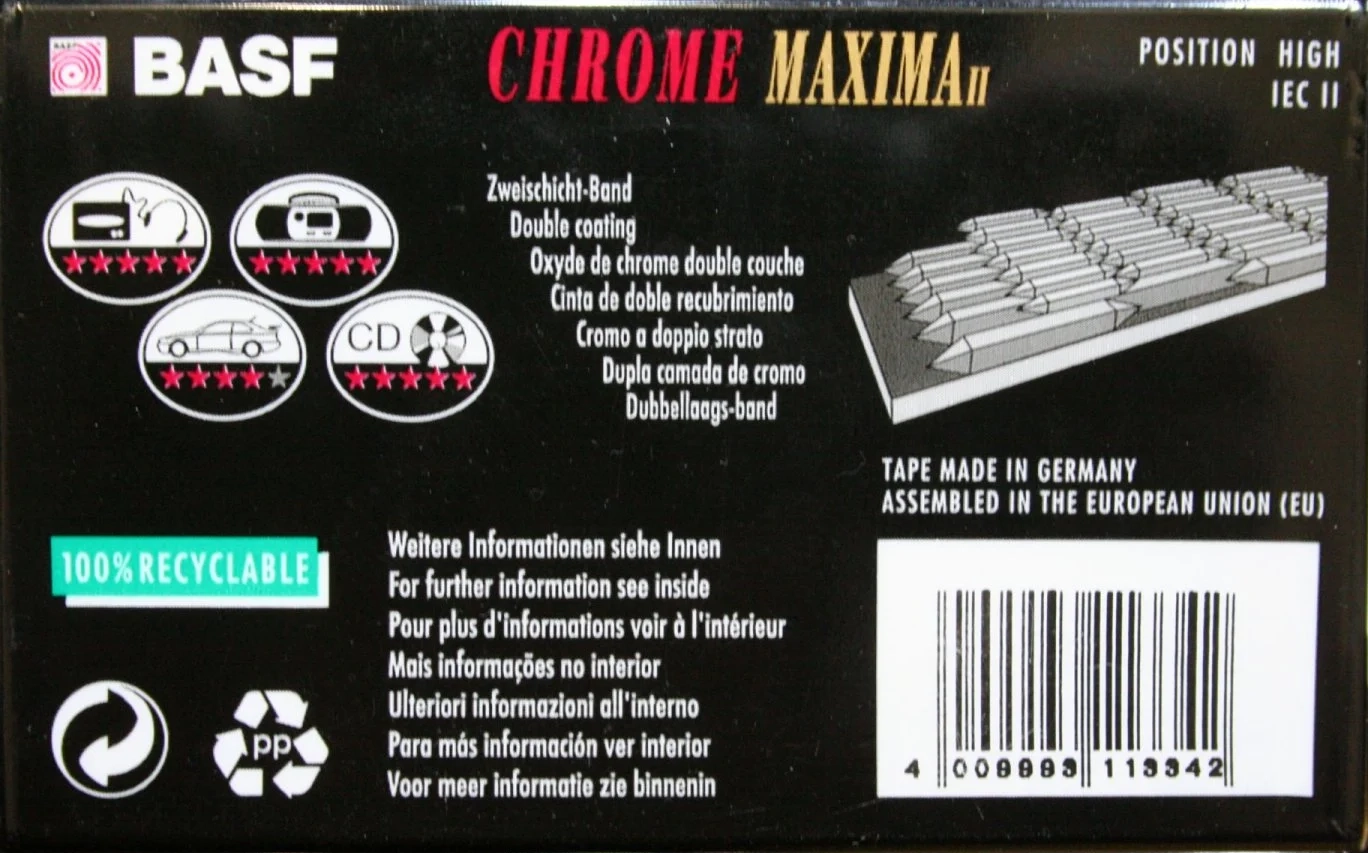 BASF
BASF
CHROME MAXIMA II
POSITION HIGH
IEC II
CD
Zweischicht-Band
Double coating
Oxyde de chrome double couche
Cinta de doble recubrimiento
Cromo a doppio strato
Dupla camada de cromo
Dubbellaags-band
TAPE MADE IN GERMANY
ASSEMBLED IN THE EUROPEAN UNION (EU)
100% RECYCLABLE
pp
Weitere Informationen siehe Innen
For further information see inside
Pour plus d'informations voir à l'intérieur
Mais informações no interior
Ulteriori informazioni all'interno
Para más información ver interior
Voor meer informatie zie binnenin
4 009993 113342